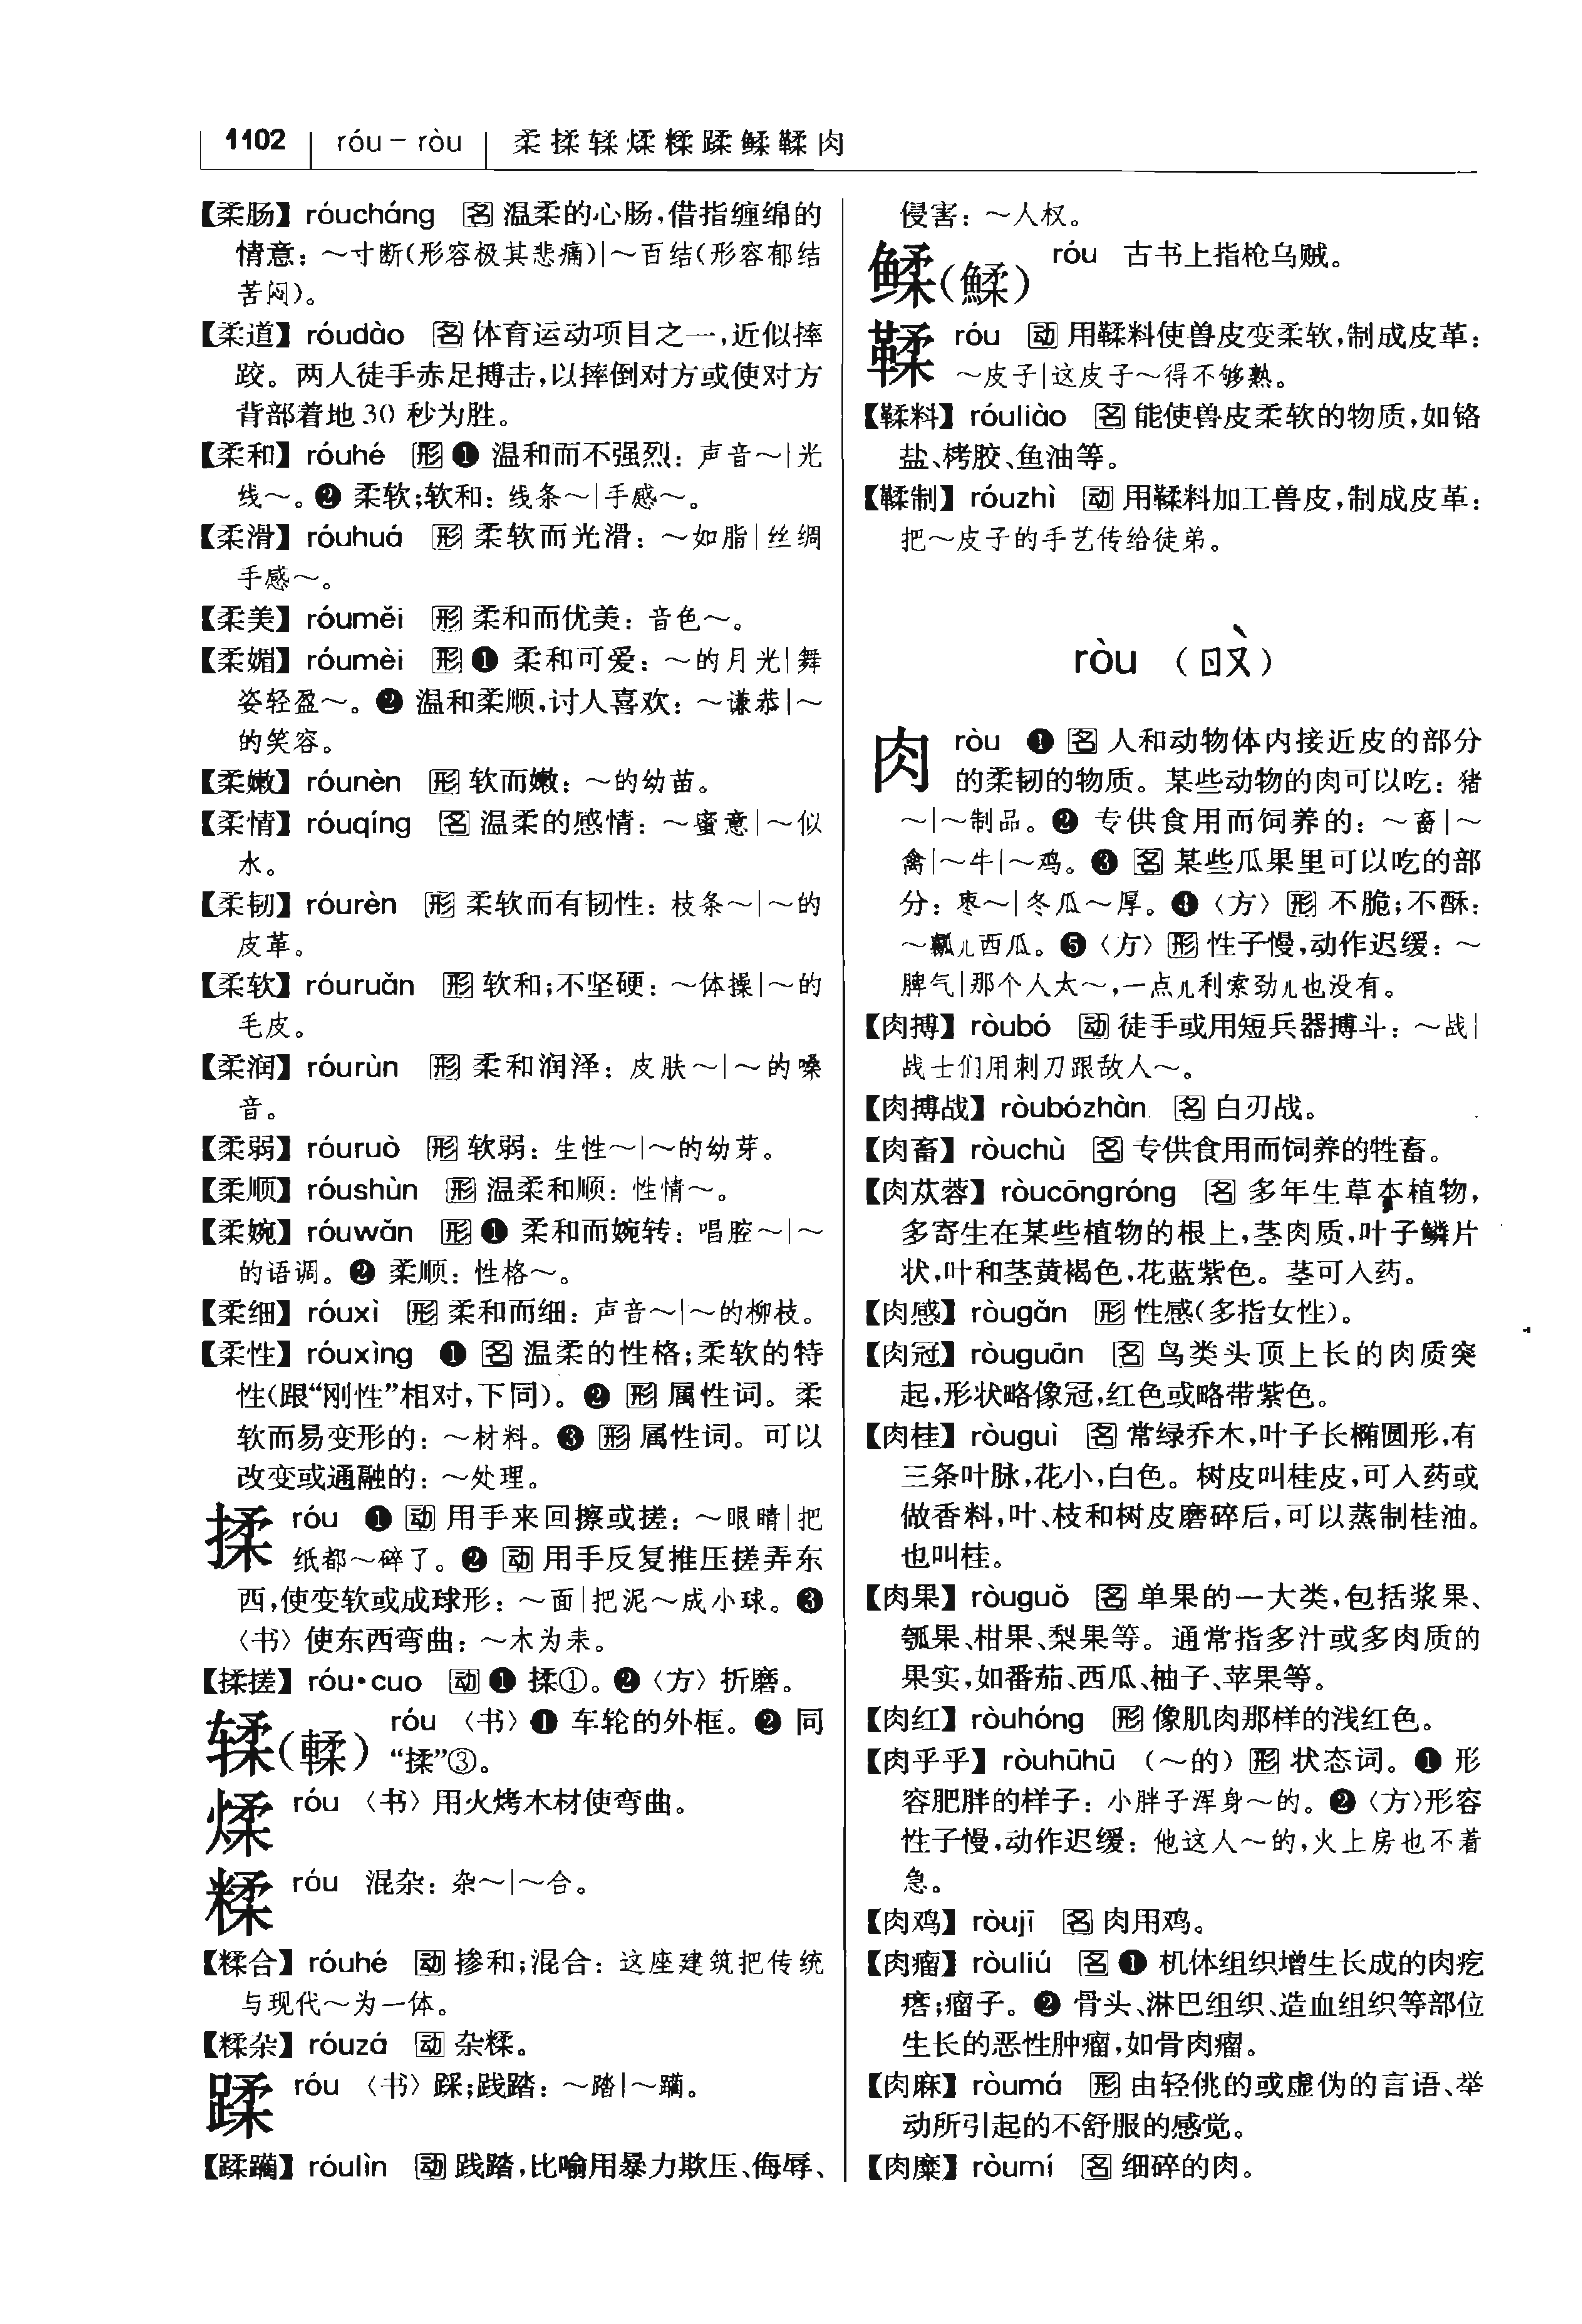 1102 róu－ròu 柔揉𫐓煣糅蹂鰇鞣肉
【柔肠】róucháng 名 温柔的心肠,借指缠绵的
情意：～寸断(形容极其悲痛)|～百结(形容郁结
苦闷)。
【柔道】róudào 名 体育运动项目之一,近似摔
跤。两人徒手赤足搏击,以摔倒对方或使对方
背部着地 30 秒为胜。
【柔和】róuhé 形 ❶ 温和而不强烈：声音～|光
线～。❷ 柔软;软和：线条～|手感～。
【柔滑】róuhuá 形 柔软而光滑：～如脂|丝绸
手感～。
【柔美】róuměi 形 柔和而优美：音色～。
【柔媚】róumèi 形 ❶ 柔和可爱：～的月光|舞
姿轻盈～。❷ 温和柔顺,讨人喜欢：～谦恭|～
的笑容。
【柔嫩】róunèn 形 软而嫩：～的幼苗。
【柔情】róuqíng 名 温柔的感情：～蜜意|～似
水。
【柔韧】róurèn 形 柔软而有韧性：枝条～|～的
皮革。
【柔软】róuruǎn 形 软和;不坚硬：～体操|～的
毛皮。
【柔润】róurùn 形 柔和润泽：皮肤～|～的嗓
音。
【柔弱】róuruò 形 软弱：生性～|～的幼芽。
【柔顺】róushùn 形 温柔和顺：性情～。
【柔婉】róuwǎn 形 ❶ 柔和而婉转：唱腔～|～
的语调。❷ 柔顺：性格～。
【柔细】róuxì 形 柔和而细：声音～|～的柳枝。
【柔性】róuxìng ❶ 名 温柔的性格;柔软的特
性(跟“刚性”相对,下同)。❷ 形 属性词。柔
软而易变形的：～材料。❸ 形 属性词。可以
改变或通融的：～处理。
揉 róu ❶ 动 用手来回擦或搓：～眼睛|把
纸都～碎了。❷ 动 用手反复推压搓弄东
西,使变软或成球形：～面|把泥～成小球。❸
〈书〉使东西弯曲：～木为耒。
【揉搓】róu•cuo 动 ❶ 揉①。❷〈方〉折磨。
𫐓(輮) róu 〈书〉❶ 车轮的外框。❷ 同
“揉”③。
煣 róu 〈书〉用火烤木材使弯曲。
糅 róu 混杂：杂～|～合。
【糅合】róuhé 动 掺和;混合：这座建筑把传统
与现代～为一体。
【糅杂】róuzá 动 杂糅。
蹂 róu 〈书〉踩;践踏：～踏|～躏。
【蹂躏】róulìn 动 践踏,比喻用暴力欺压、侮辱、
侵害：～人权。
鰇(鰇) róu 古书上指枪乌贼。
鞣 róu 动 用鞣料使兽皮变柔软,制成皮革：
～皮子|这皮子～得不够熟。
【鞣料】róuliào 名 能使兽皮柔软的物质,如铬
盐、栲胶、鱼油等。
【鞣制】róuzhì 动 用鞣料加工兽皮,制成皮革：
把～皮子的手艺传给徒弟。
ròu （ㄖㄡˋ）
肉 ròu ❶ 名 人和动物体内接近皮的部分
的柔韧的物质。某些动物的肉可以吃：猪
～|～制品。❷ 专供食用而饲养的：～畜|～
禽|～牛|～鸡。❸ 名 某些瓜果里可以吃的部
分：枣～|冬瓜～厚。❹〈方〉形 不脆;不酥：
～瓤儿西瓜。❺〈方〉形 性子慢,动作迟缓：～
脾气|那个人太～,一点儿利索劲儿也没有。
【肉搏】ròubó 动 徒手或用短兵器搏斗：～战|
战士们用刺刀跟敌人～。
【肉搏战】ròubózhàn 名 白刃战。
【肉畜】ròuchù 名 专供食用而饲养的牲畜。
【肉苁蓉】ròucōngróng 名 多年生草本植物,
多寄生在某些植物的根上,茎肉质,叶子鳞片
状,叶和茎黄褐色,花蓝紫色。茎可入药。
【肉感】ròugǎn 形 性感(多指女性)。
【肉冠】ròuguān 名 鸟类头顶上长的肉质突
起,形状略像冠,红色或略带紫色。
【肉桂】ròuguì 名 常绿乔木,叶子长椭圆形,有
三条叶脉,花小,白色。树皮叫桂皮,可入药或
做香料,叶、枝和树皮磨碎后,可以蒸制桂油。
也叫桂。
【肉果】ròuguǒ 名 单果的一大类,包括浆果、
瓠果、柑果、梨果等。通常指多汁或多肉质的
果实,如番茄、西瓜、柚子、苹果等。
【肉红】ròuhóng 形 像肌肉那样的浅红色。
【肉乎乎】ròuhūhū （～的）形 状态词。❶ 形
容肥胖的样子：小胖子浑身～的。❷〈方〉形容
性子慢,动作迟缓：他这人～的,火上房也不着
急。
【肉鸡】ròujī 名 肉用鸡。
【肉瘤】ròuliú 名 ❶ 机体组织增生长成的肉疙
瘩;瘤子。❷ 骨头、淋巴组织、造血组织等部位
生长的恶性肿瘤,如骨肉瘤。
【肉麻】ròumá 形 由轻佻的或虚伪的言语、举
动所引起的不舒服的感觉。
【肉糜】ròumí 名 细碎的肉。